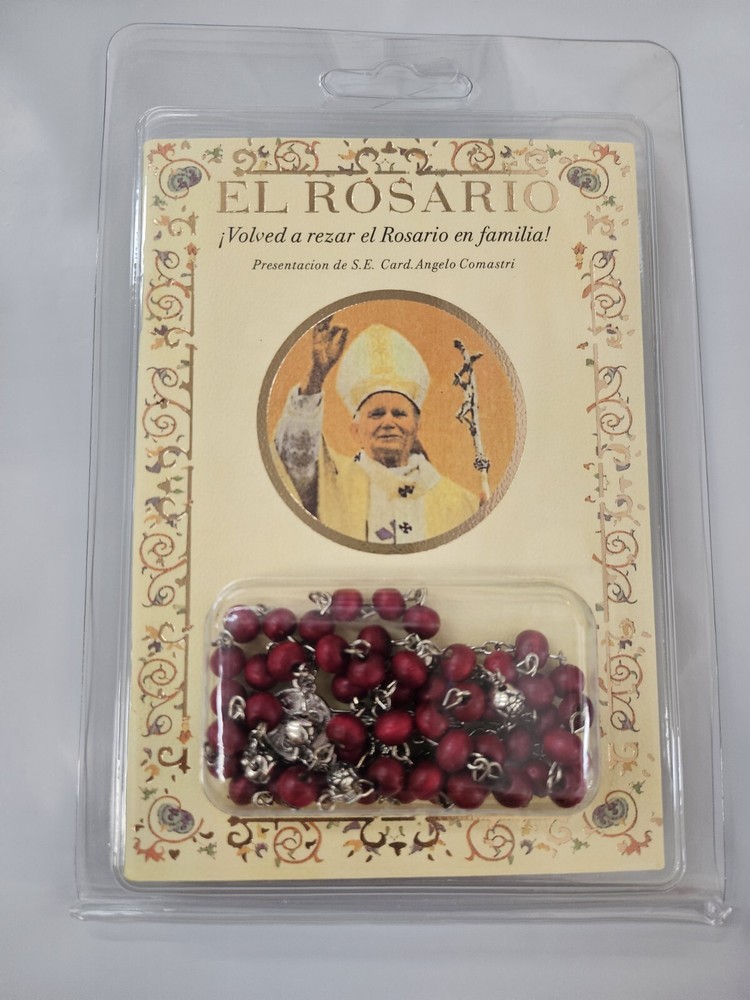 EL ROSARIO
¡Volved a rezar el Rosario en familia!
Presentacion de S.E. Card. Angelo Comastri